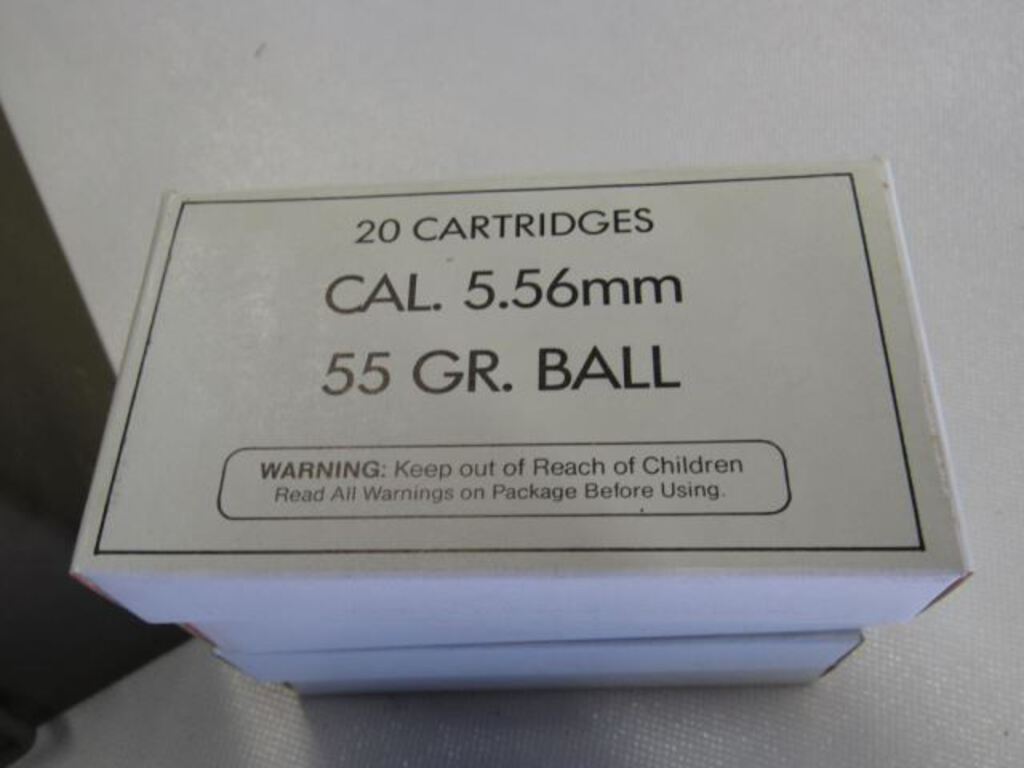 20 CARTRIDGES
CAL. 5.56mm
55 GR. BALL
WARNING: Keep out of Reach of Children
Read All Warnings on Package Before Using.